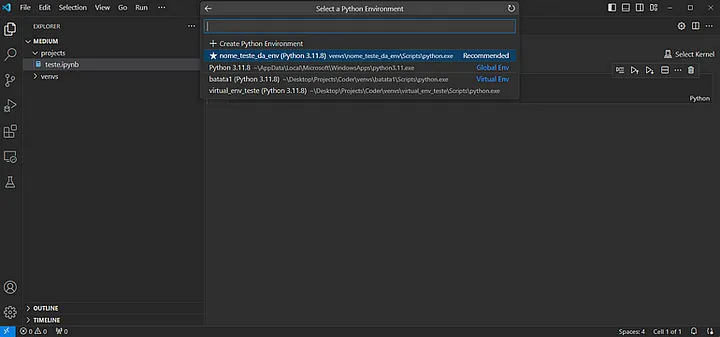 File Edit Selection View Go Run ···
Select a Python Environment
EXPLORER ···
MEDIUM
projects
teste.ipynb
venvs
+ Create Python Environment
★ nome_teste_da_env (Python 3.11.8) venvs\nome_teste_da_env\Scripts\python.exe Recommended
Python 3.11.8 ~\AppData\Local\Microsoft\WindowsApps\python3.11.exe Global Env
batata1 (Python 3.11.8) ~\Desktop\Projects\Coder\venvs\batata1\Scripts\python.exe Virtual Env
virtual_env_teste (Python 3.11.8) ~\Desktop\Projects\Coder\venvs\virtual_env_teste\Scripts\python.exe
Select Kernel
Python
OUTLINE
TIMELINE
0 0 0 Spaces: 4 Cell 1 of 1